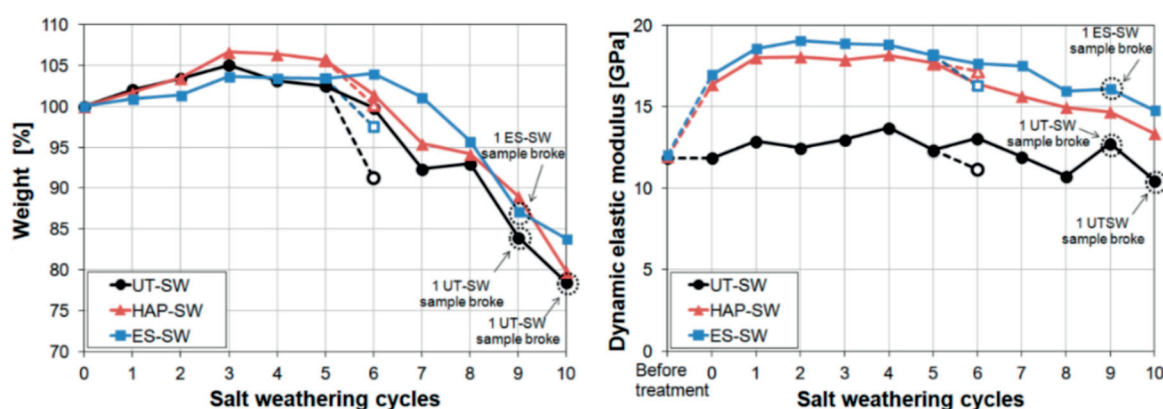 110
105
100
95
90
85
80
75
70
Weight [%]
1 ES-SW
sample broke
1 UT-SW
sample broke
1 UT-SW
sample broke
UT-SW
HAP-SW
ES-SW
0 1 2 3 4 5 6 7 8 9 10
Salt weathering cycles
20
15
10
5
0
Dynamic elastic modulus [GPa]
1 ES-SW
sample broke
1 UT-SW
sample broke
1 UTSW
sample broke
UT-SW
HAP-SW
ES-SW
Before
treatment
0 1 2 3 4 5 6 7 8 9 10
Salt weathering cycles